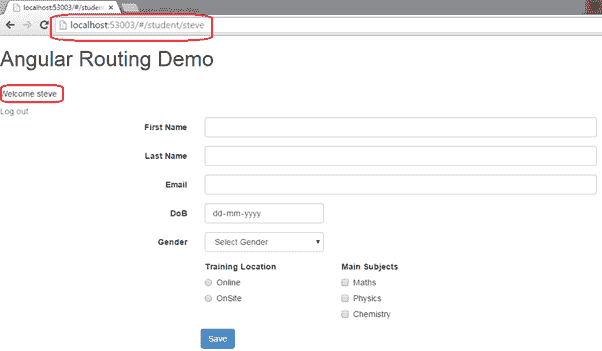 localhost:53003/#/studen
localhost:53003/#/student/steve
Angular Routing Demo
Welcome steve
Log out
First Name
Last Name
Email
DoB
dd-mm-yyyy
Gender
Select Gender
Training Location
Main Subjects
Online
Maths
OnSite
Physics
Chemistry
Save